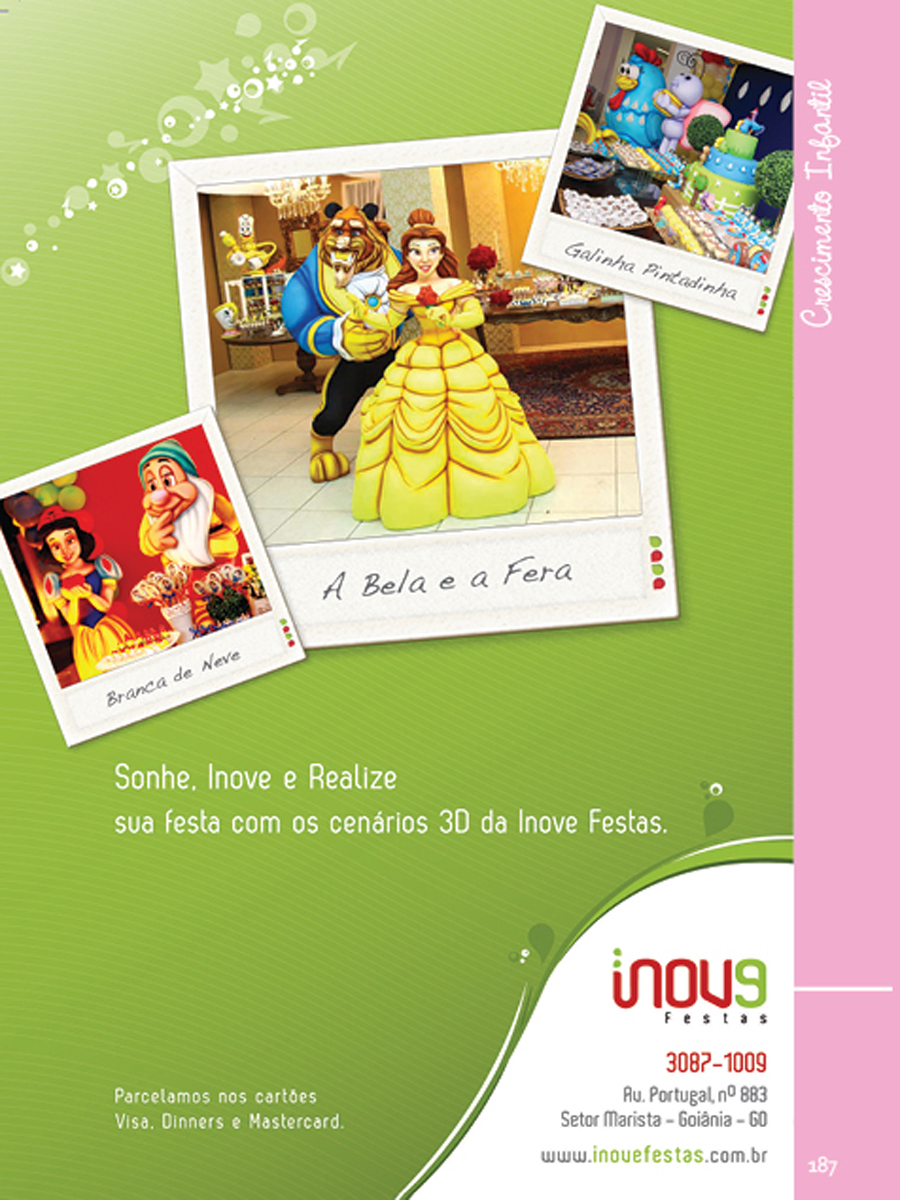 Galinha Pintadinha
Crescimento Infantil
A Bela e a Fera
Branca de Neve
Sonhe, Inove e Realize
sua festa com os cenários 3D da Inove Festas.
inove
Festas
3087-1009
Av. Portugal, nº 883
Setor Marista - Goiânia - GO
www.inovefestas.com.br
Parcelamos nos cartões
Visa, Dinners e Mastercard.
187